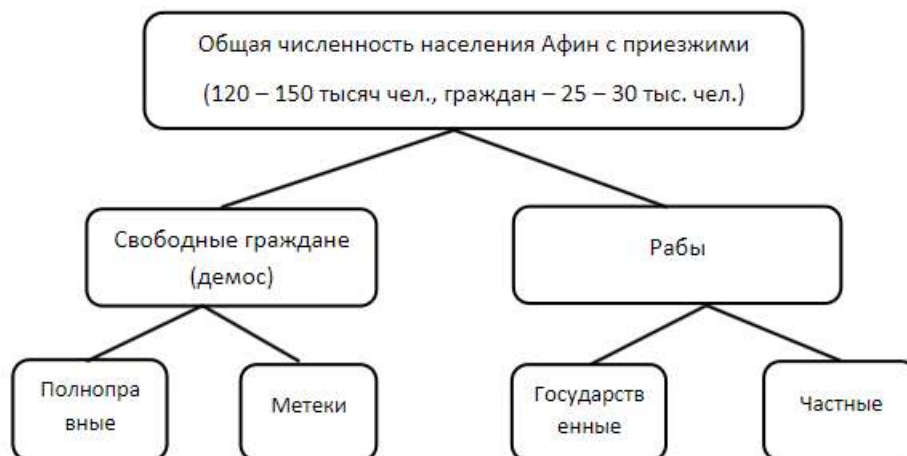 Общая численность населения Афин с приезжими
(120 – 150 тысяч чел., граждан – 25 – 30 тыс. чел.)
Свободные граждане
(демос)
Рабы
Полнопра
вные
Метеки
Государств
енные
Частные